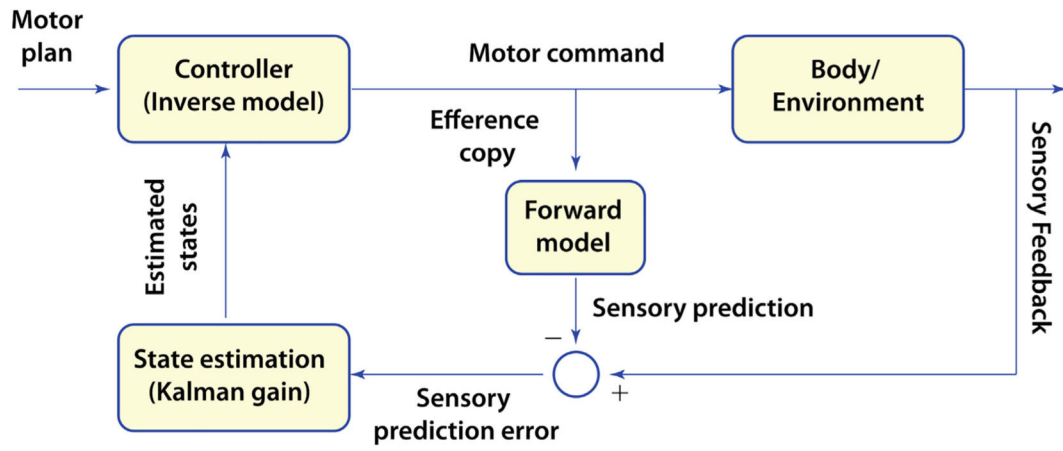 Motor
plan
Controller
(Inverse model)
Motor command
Body/
Environment
Efference
copy
Forward
model
Sensory Feedback
Estimated
states
Sensory prediction
−
+
State estimation
(Kalman gain)
Sensory
prediction error